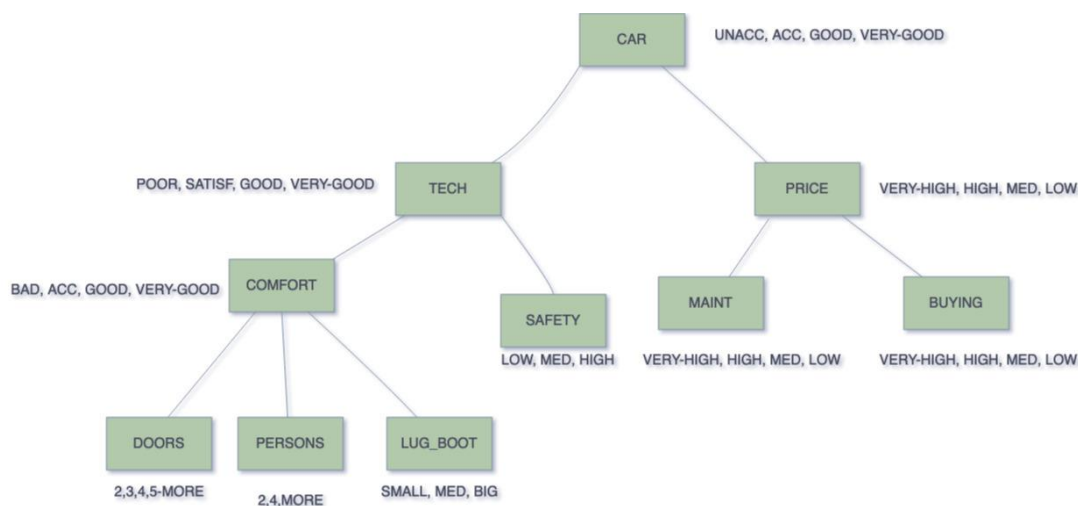 CAR
UNACC, ACC, GOOD, VERY-GOOD
POOR, SATISF, GOOD, VERY-GOOD
TECH
PRICE
VERY-HIGH, HIGH, MED, LOW
BAD, ACC, GOOD, VERY-GOOD
COMFORT
SAFETY
LOW, MED, HIGH
MAINT
VERY-HIGH, HIGH, MED, LOW
BUYING
VERY-HIGH, HIGH, MED, LOW
DOORS
2,3,4,5-MORE
PERSONS
2,4,MORE
LUG_BOOT
SMALL, MED, BIG